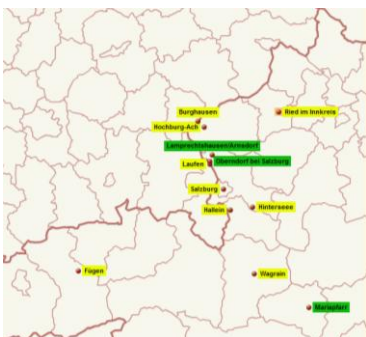 Burghausen
Ried im Innkreis
Hochburg-Ach
Lamprechtshausen/Arnsdorf
Laufen
Oberndorf bei Salzburg
Salzburg
Hallein
Hintersee
Fügen
Wagrain
Mariapfarr